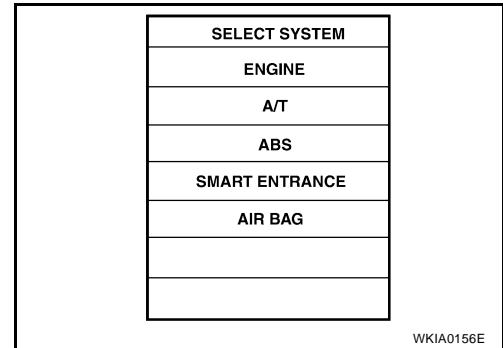 SELECT SYSTEM
ENGINE
A/T
ABS
SMART ENTRANCE
AIR BAG
WKIA0156E